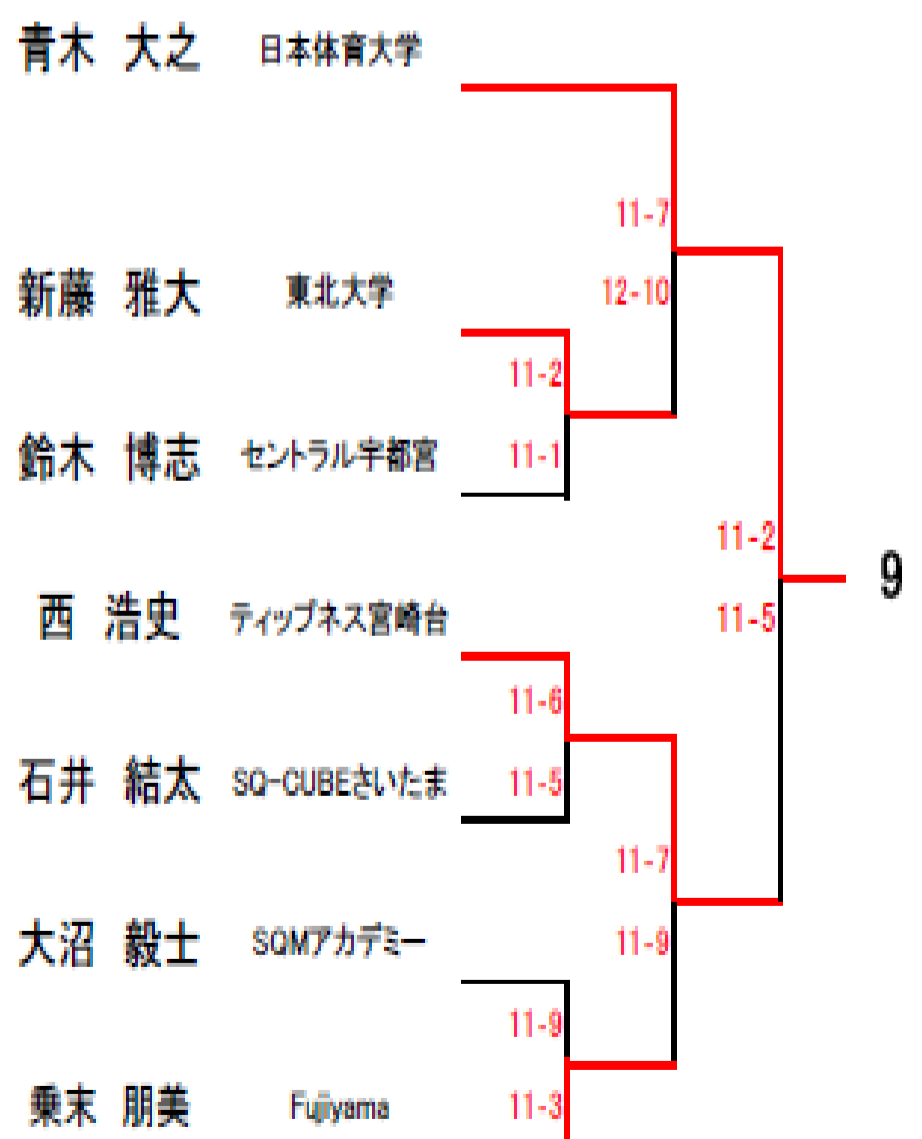 青木 大之 日本体育大学
11-7
新藤 雅大 東北大学 12-10
11-2
鈴木 博志 セントラル宇都宮 11-1
11-2
9
西 浩史 ティップネス宮崎台 11-5
11-6
石井 結太 SQ-CUBEさいたま 11-5
11-7
大沼 毅士 SQMアカデミー 11-9
11-9
乗末 朋美 Fujiyama 11-3